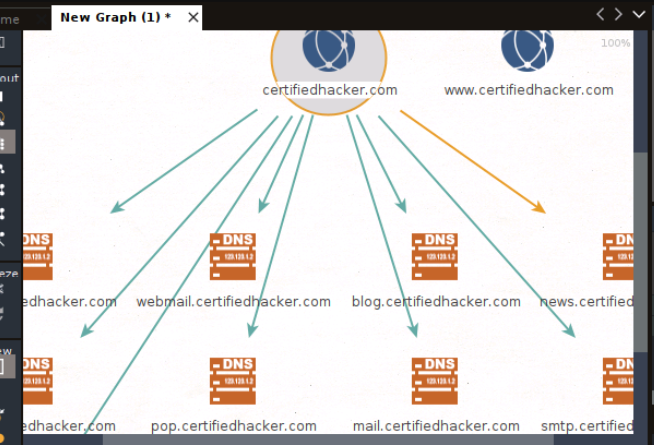 me
New Graph (1) *
100%
certifiedhacker.com
www.certifiedhacker.com
out
DNS
DNS
DNS
DNS
edhacker.com
webmail.certifiedhacker.com
blog.certifiedhacker.com
news.certified
eze
ew
DNS
DNS
DNS
DNS
edhacker.com
pop.certifiedhacker.com
mail.certifiedhacker.com
smtp.certified